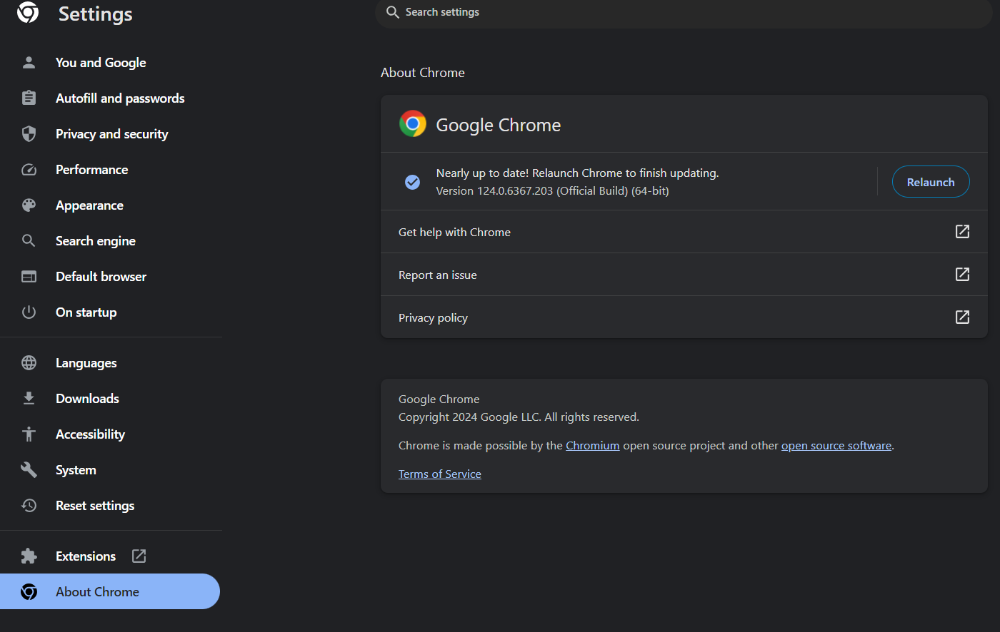 Settings
Search settings
You and Google
Autofill and passwords
Privacy and security
Performance
Appearance
Search engine
Default browser
On startup
Languages
Downloads
Accessibility
System
Reset settings
Extensions
About Chrome
About Chrome
Google Chrome
Nearly up to date! Relaunch Chrome to finish updating.
Version 124.0.6367.203 (Official Build) (64-bit)
Relaunch
Get help with Chrome
Report an issue
Privacy policy
Google Chrome
Copyright 2024 Google LLC. All rights reserved.
Chrome is made possible by the Chromium open source project and other open source software.
Terms of Service